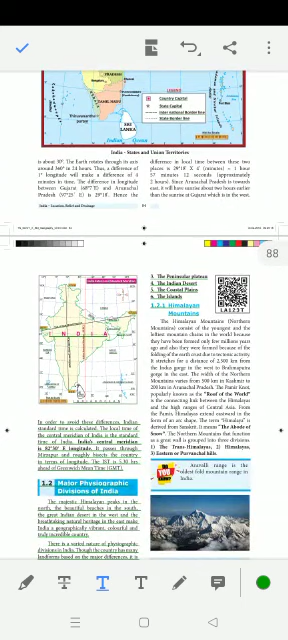 PRADESH
TAMIL NADU
Thiruvananthapuram
SRI
LANKA
Indian Ocean
LEGEND
Country Capital
State Capital
International border line
State Border line
India - States and Union Territories
is about 30°. The Earth rotates through its axis
around 360° in 24 hours. Thus, a difference of
1° longitude will make a difference of 4
minutes in time. The difference in longitude
between Gujarat (68°7'E) and Arunachal
Pradesh (97°25' E) is 29°18'. Hence the
difference in local time between these two
places is 29°18' X 4' (minutes) = 1 hour
57 minutes 12 seconds (approximately
2 hours). Since Arunachal Pradesh is towards
east, it will have sunrise about two hours earlier
than the sunrise at Gujarat which is in the west.
India - Location, Relief and Drainage
88
INDIA
In order to avoid these differences, Indian
standard time is calculated. The local time of
the central meridian of India is the standard
time of India. India's central meridian
is 82°30' E longitude. It passes through
Mirzapur and roughly bisects the country
in terms of longitude. The IST is 5.30 hrs
ahead of Greenwich Mean Time (GMT).
1.2 Major Physiographic
Divisions of India
The majestic Himalayan peaks in the
north, the beautiful beaches in the south,
the great Indian desert in the west and the
breathtaking natural heritage in the east make
India a geographically vibrant, colourful and
truly incredible country.
There is a varied nature of physiographic
divisions in India. Though the country has many
landforms based on the major differences, it is
3. The Peninsular plateau
4. The Indian Desert
5. The Coastal Plains
6. The Islands
1.2.1 Himalayan
Mountains
The Himalayan Mountains (Northern
Mountains) consist of the youngest and the
loftiest mountain chains in the world because
they have been formed only few millions years
ago and also they were formed because of the
folding of the earth crust due to tectonic activity.
It stretches for a distance of 2,500 km from
the Indus gorge in the west to Brahmaputra
gorge in the east. The width of the Northern
Mountains varies from 500 km in Kashmir to
200 km in Arunachal Pradesh. The Pamir Knot,
popularly known as the "Roof of the World"
is the connecting link between the Himalayas
and the high ranges of Central Asia. From
the Pamir, Himalayas extend eastward in the
form of an arc shape. The term "Himalaya" is
derived from Sanskrit. It means "The Abode of
Snow". The Northern Mountains that function
as a great wall is grouped into three divisions.
1) The Trans-Himalayas, 2) Himalayas,
3) Eastern or Purvanchal hills.
Aravalli range is the
oldest fold mountain range in
India.